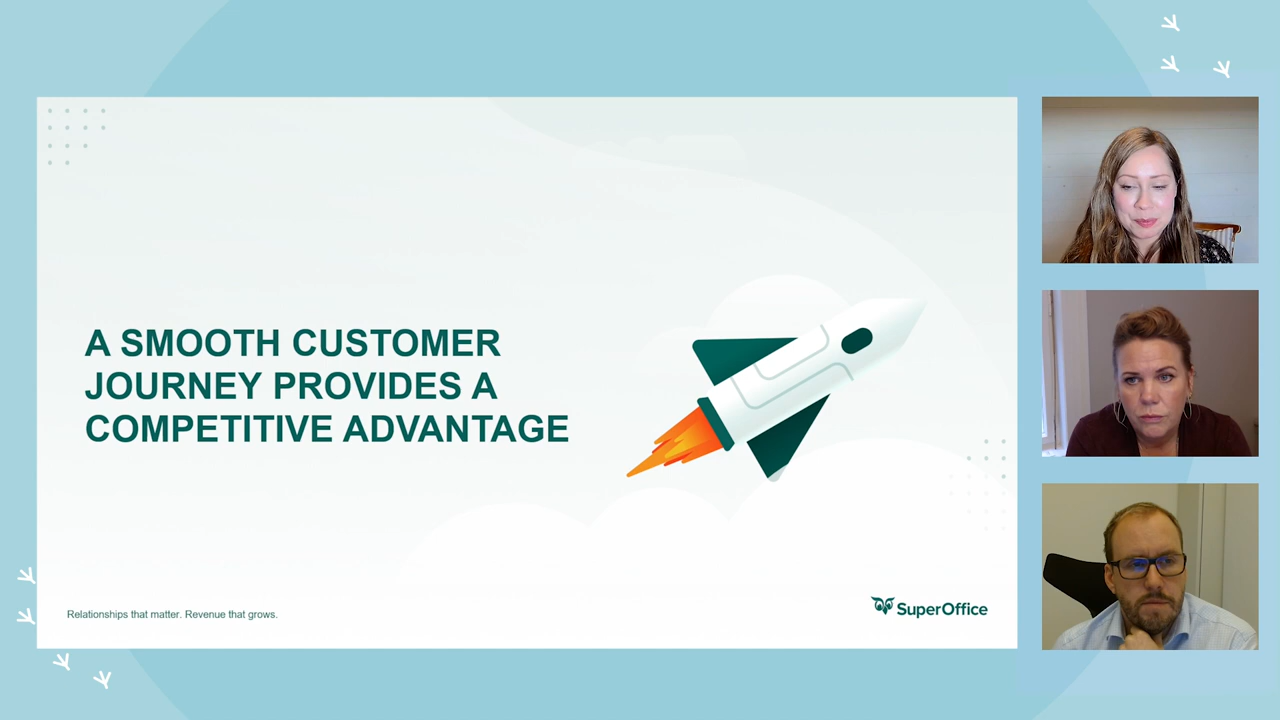 A SMOOTH CUSTOMER
JOURNEY PROVIDES A
COMPETITIVE ADVANTAGE
Relationships that matter. Revenue that grows.
SuperOffice